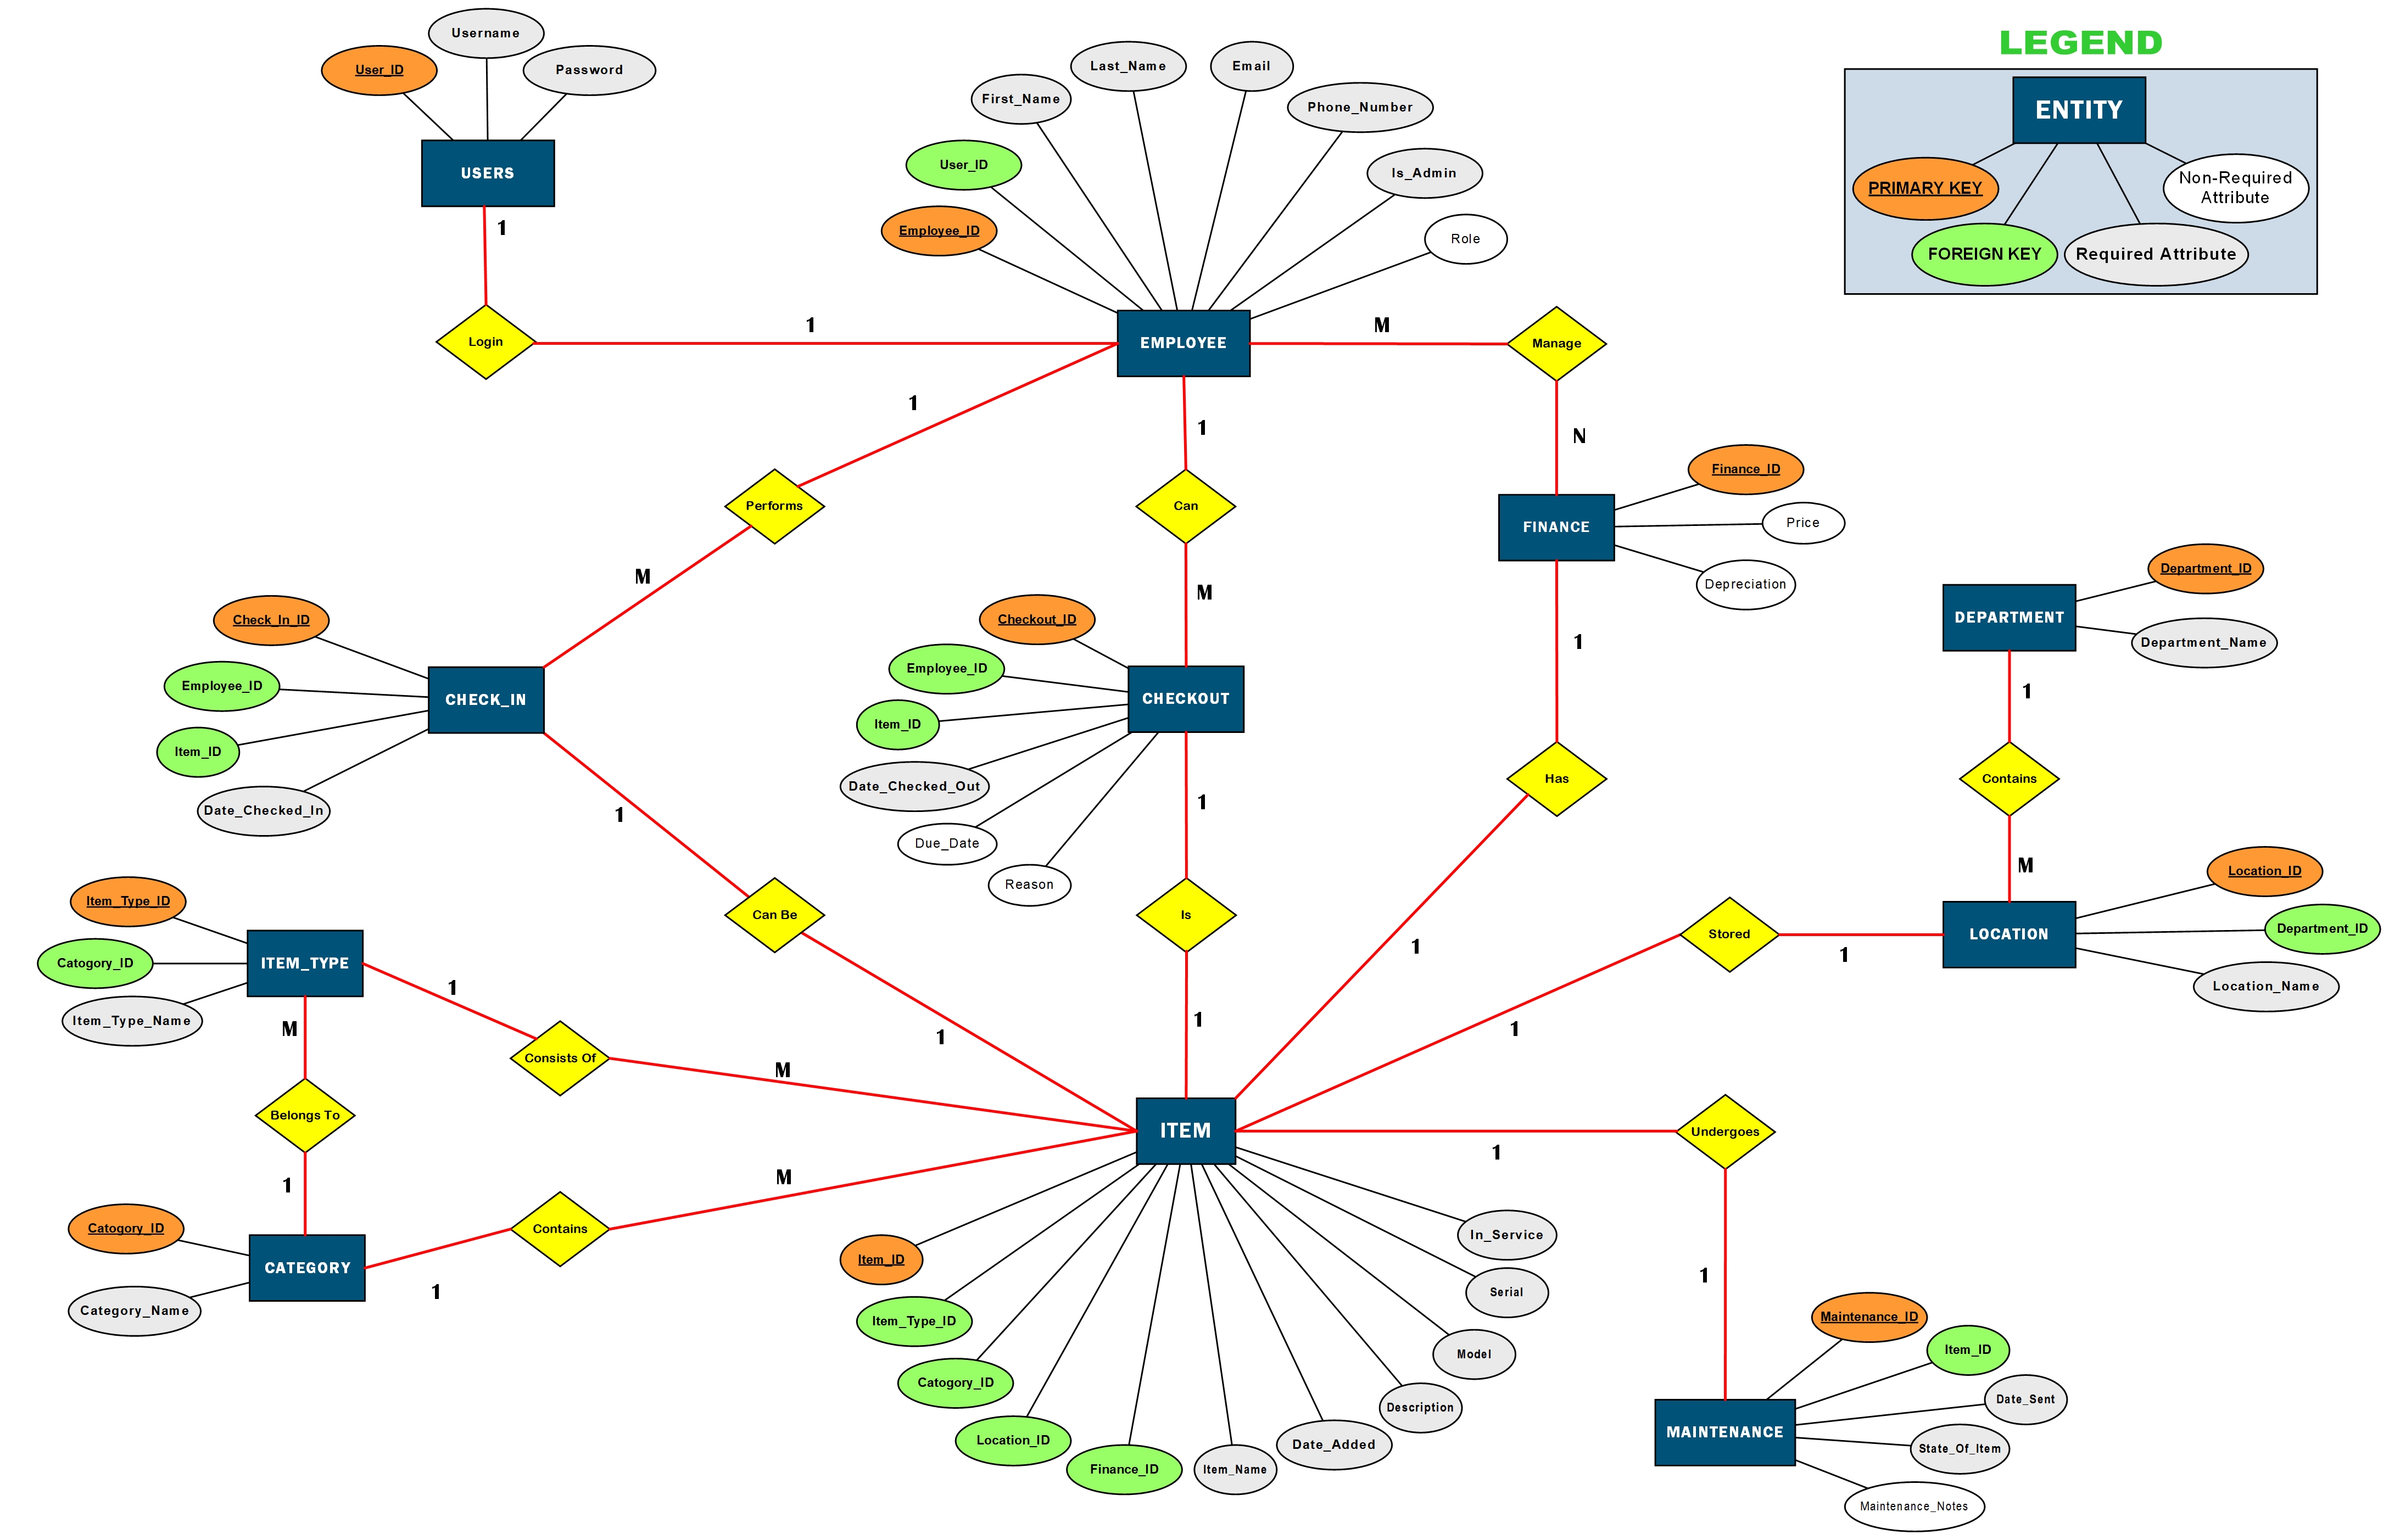 LEGEND
ENTITY
PRIMARY KEY
FOREIGN KEY
Required Attribute
Non-Required
Attribute
User_ID
Username
Password
USERS
1
Login
1
Employee_ID
User_ID
First_Name
Last_Name
Email
Phone_Number
Is_Admin
Role
EMPLOYEE
M
Manage
N
1
Performs
M
1
Can
M
Finance_ID
Price
Depreciation
FINANCE
1
Has
1
Department_ID
Department_Name
DEPARTMENT
1
Contains
M
Location_ID
Department_ID
Location_Name
LOCATION
1
Stored
1
Check_In_ID
Employee_ID
Item_ID
Date_Checked_In
CHECK_IN
1
Can Be
1
Checkout_ID
Employee_ID
Item_ID
Date_Checked_Out
Due_Date
Reason
CHECKOUT
1
Is
1
Item_Type_ID
Catogory_ID
Item_Type_Name
ITEM_TYPE
1
Consists Of
M
M
Belongs To
1
Catogory_ID
Category_Name
CATEGORY
1
Contains
M
ITEM
Item_ID
Item_Type_ID
Catogory_ID
Location_ID
Finance_ID
Item_Name
Date_Added
Description
Model
Serial
In_Service
1
Undergoes
1
Maintenance_ID
Item_ID
Date_Sent
State_Of_Item
Maintenance_Notes
MAINTENANCE